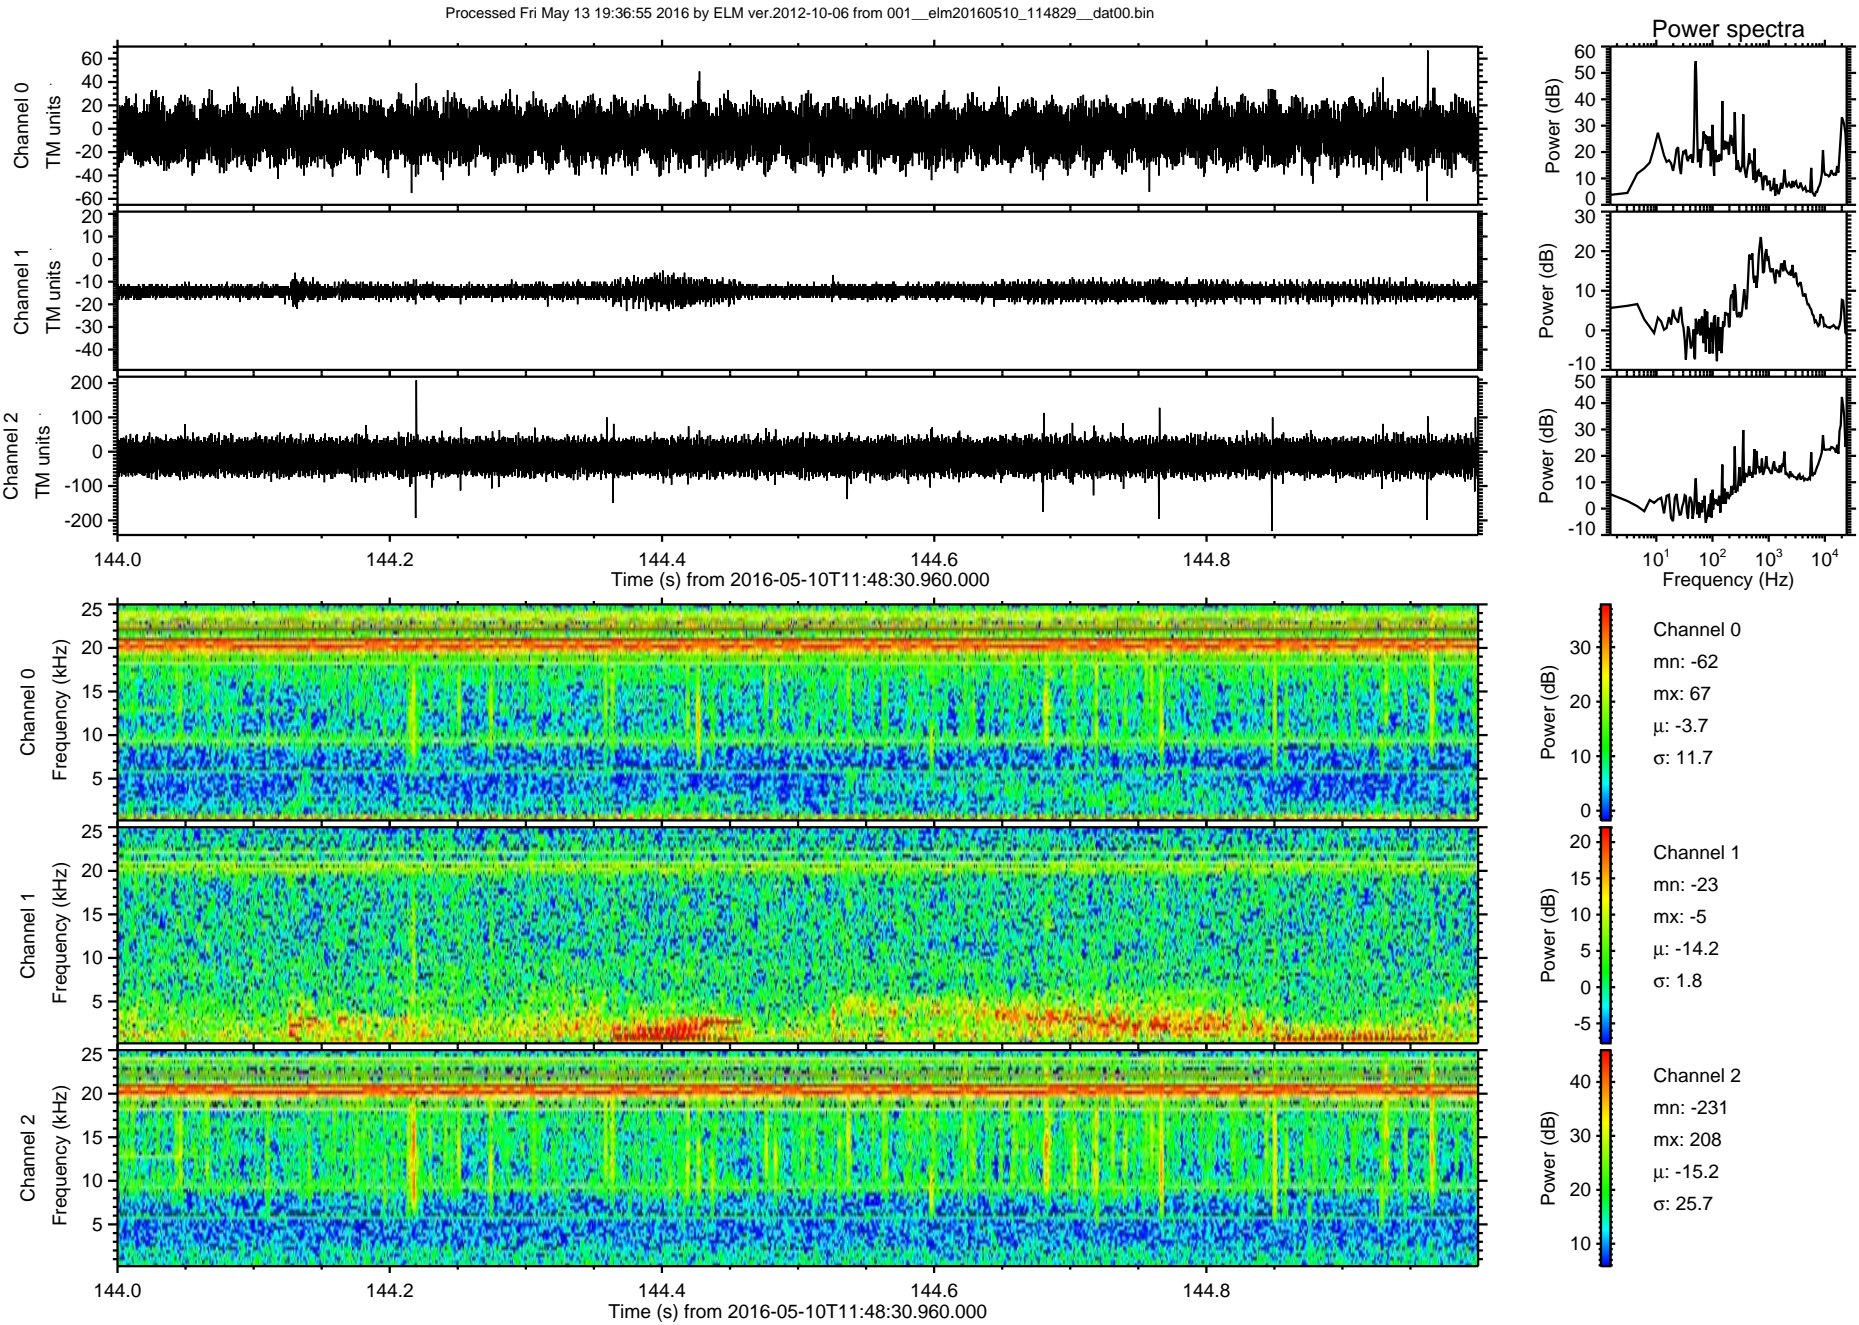 Processed Fri May 13 19:36:55 2016 by ELM ver.2012-10-06 from 001__elm20160510_114829__dat00.bin
Power spectra
Channel 0
TM units
60
40
20
0
-20
-40
-60
Power (dB)
60
50
40
30
20
10
0
Channel 1
TM units
20
10
0
-10
-20
-30
-40
Power (dB)
30
20
10
0
-10
Channel 2
TM units
200
100
0
-100
-200
Power (dB)
50
40
30
20
10
0
-10
144.0 144.2 144.4 144.6 144.8
Time (s) from 2016-05-10T11:48:30.960.000
10¹ 10² 10³ 10⁴
Frequency (Hz)
Channel 0
Frequency (kHz)
25
20
15
10
5
Power (dB)
30
20
10
0
Channel 0
mn: -62
mx: 67
μ: -3.7
σ: 11.7
Channel 1
Frequency (kHz)
25
20
15
10
5
Power (dB)
20
15
10
5
0
-5
Channel 1
mn: -23
mx: -5
μ: -14.2
σ: 1.8
Channel 2
Frequency (kHz)
25
20
15
10
5
Power (dB)
40
30
20
10
Channel 2
mn: -231
mx: 208
μ: -15.2
σ: 25.7
144.0 144.2 144.4 144.6 144.8
Time (s) from 2016-05-10T11:48:30.960.000